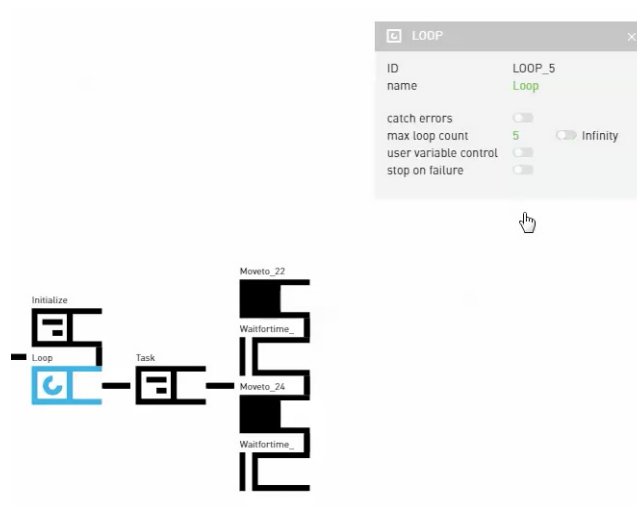 LOOP
ID LOOP_5
name Loop
catch errors
max loop count 5 Infinity
user variable control
stop on failure
Moveto_22
Initialize
Waitfortime_
Loop
Task
Moveto_24
Waitfortime_